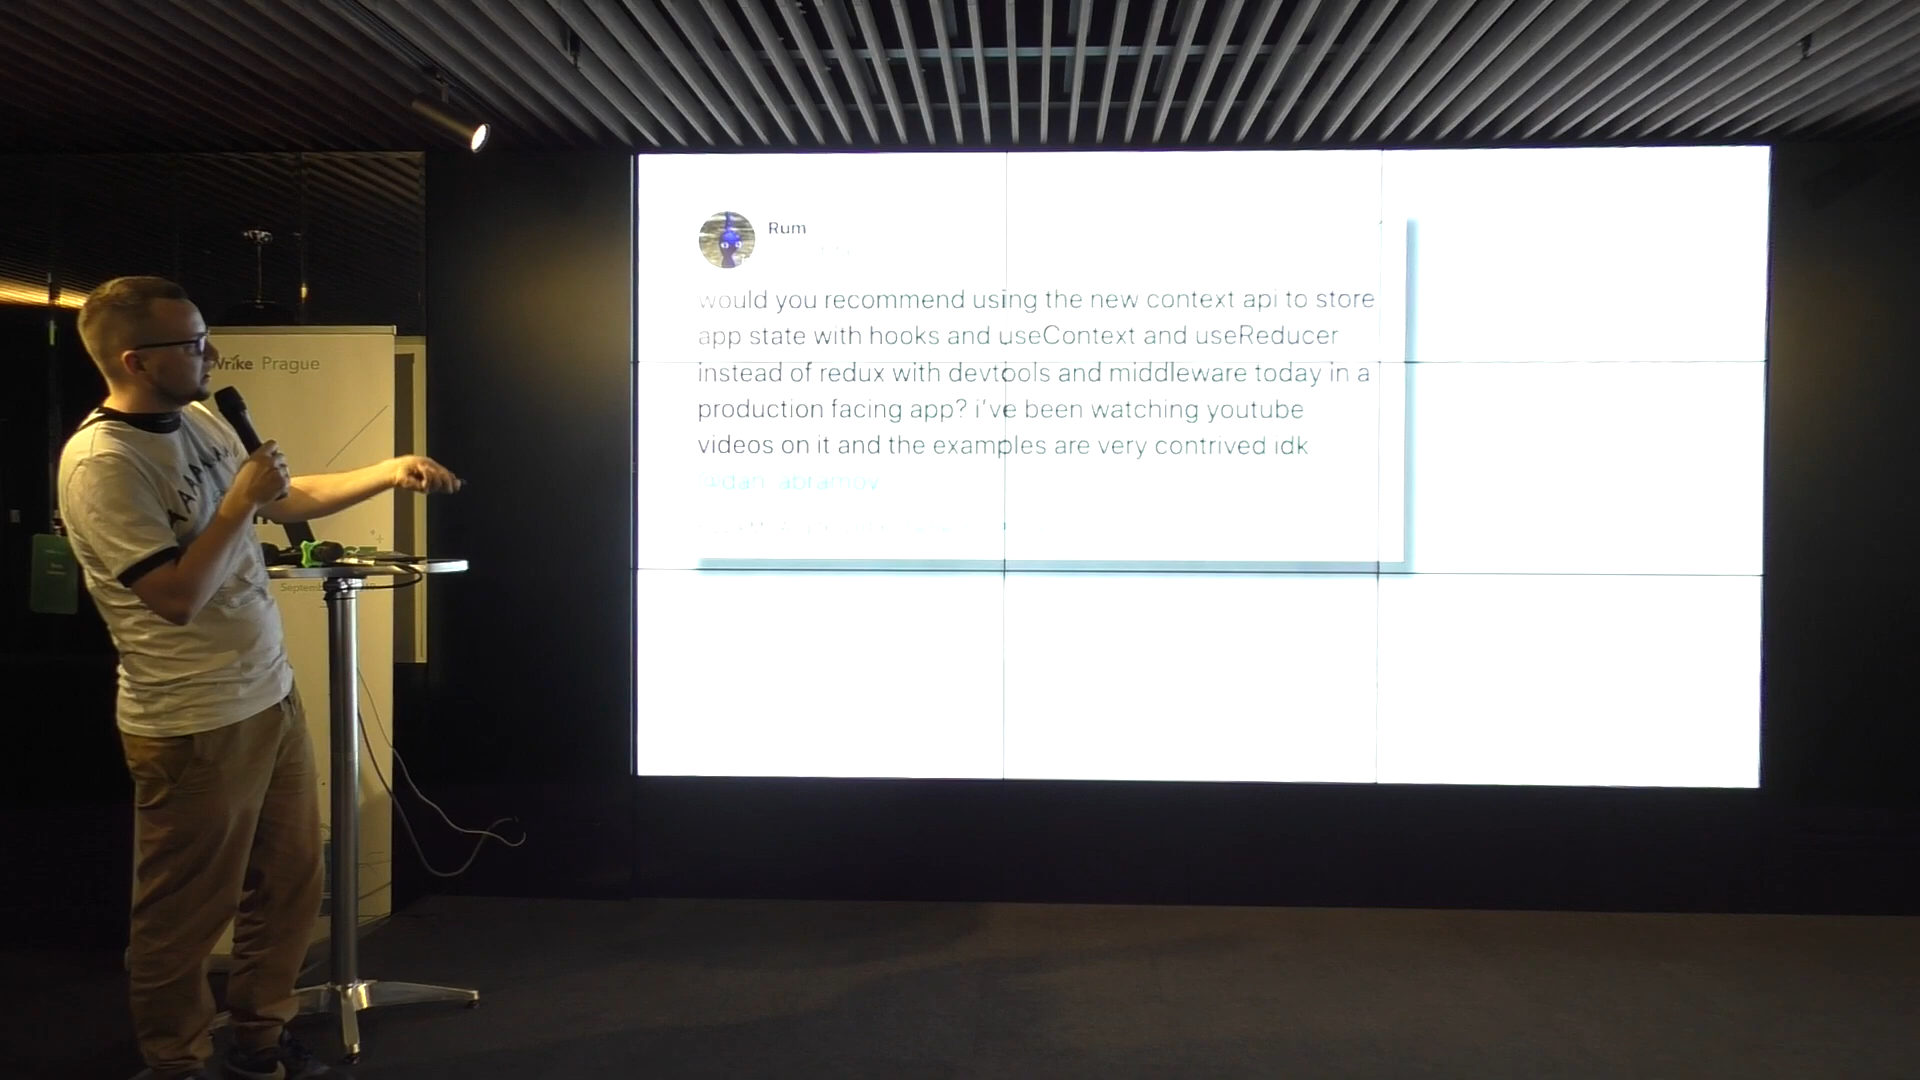 Rum
would you recommend using the new context api to store
app state with hooks and useContext and useReducer
instead of redux with devtools and middleware today in a
production facing app? i've been watching youtube
videos on it and the examples are very contrived idk
@dan_abramov
Wrike Prague